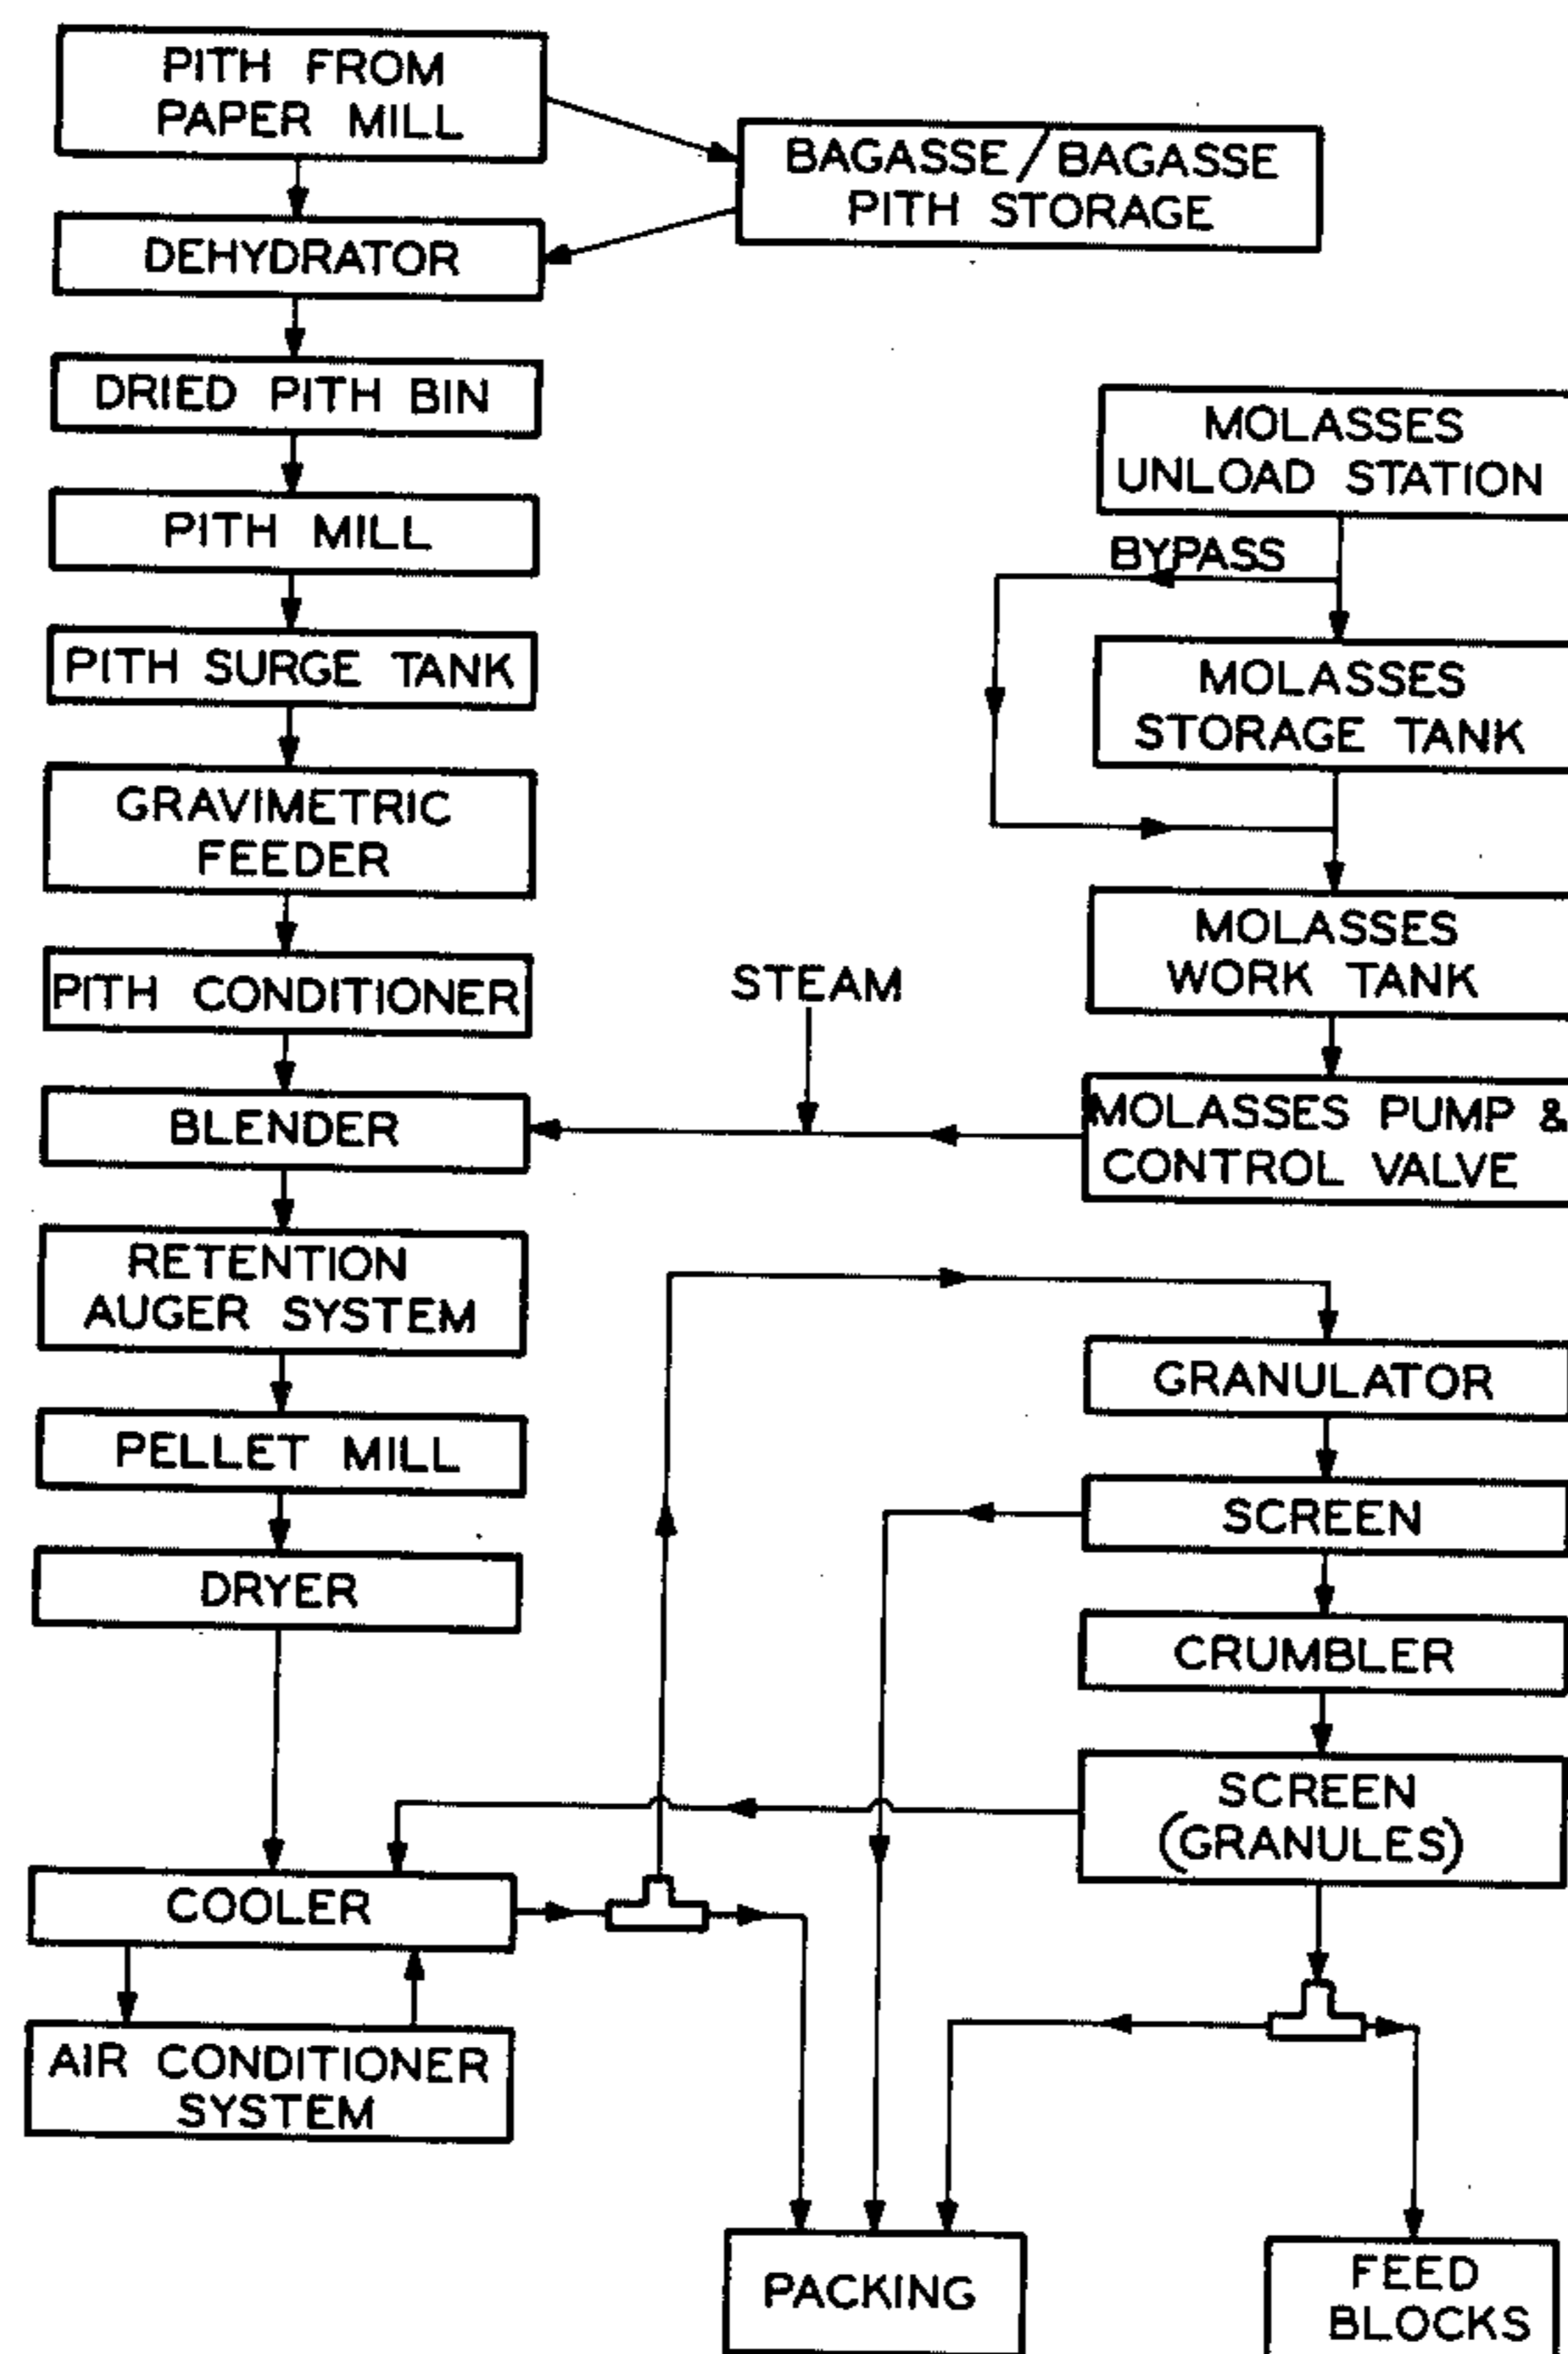 PITH FROM
PAPER MILL
BAGASSE/BAGASSE
PITH STORAGE
DEHYDRATOR
DRIED PITH BIN
PITH MILL
PITH SURGE TANK
GRAVIMETRIC
FEEDER
PITH CONDITIONER
BLENDER
RETENTION
AUGER SYSTEM
PELLET MILL
DRYER
COOLER
AIR CONDITIONER
SYSTEM
MOLASSES
UNLOAD STATION
BYPASS
MOLASSES
STORAGE TANK
MOLASSES
WORK TANK
STEAM
MOLASSES PUMP &
CONTROL VALVE
GRANULATOR
SCREEN
CRUMBLER
SCREEN
(GRANULES)
PACKING
FEED
BLOCKS